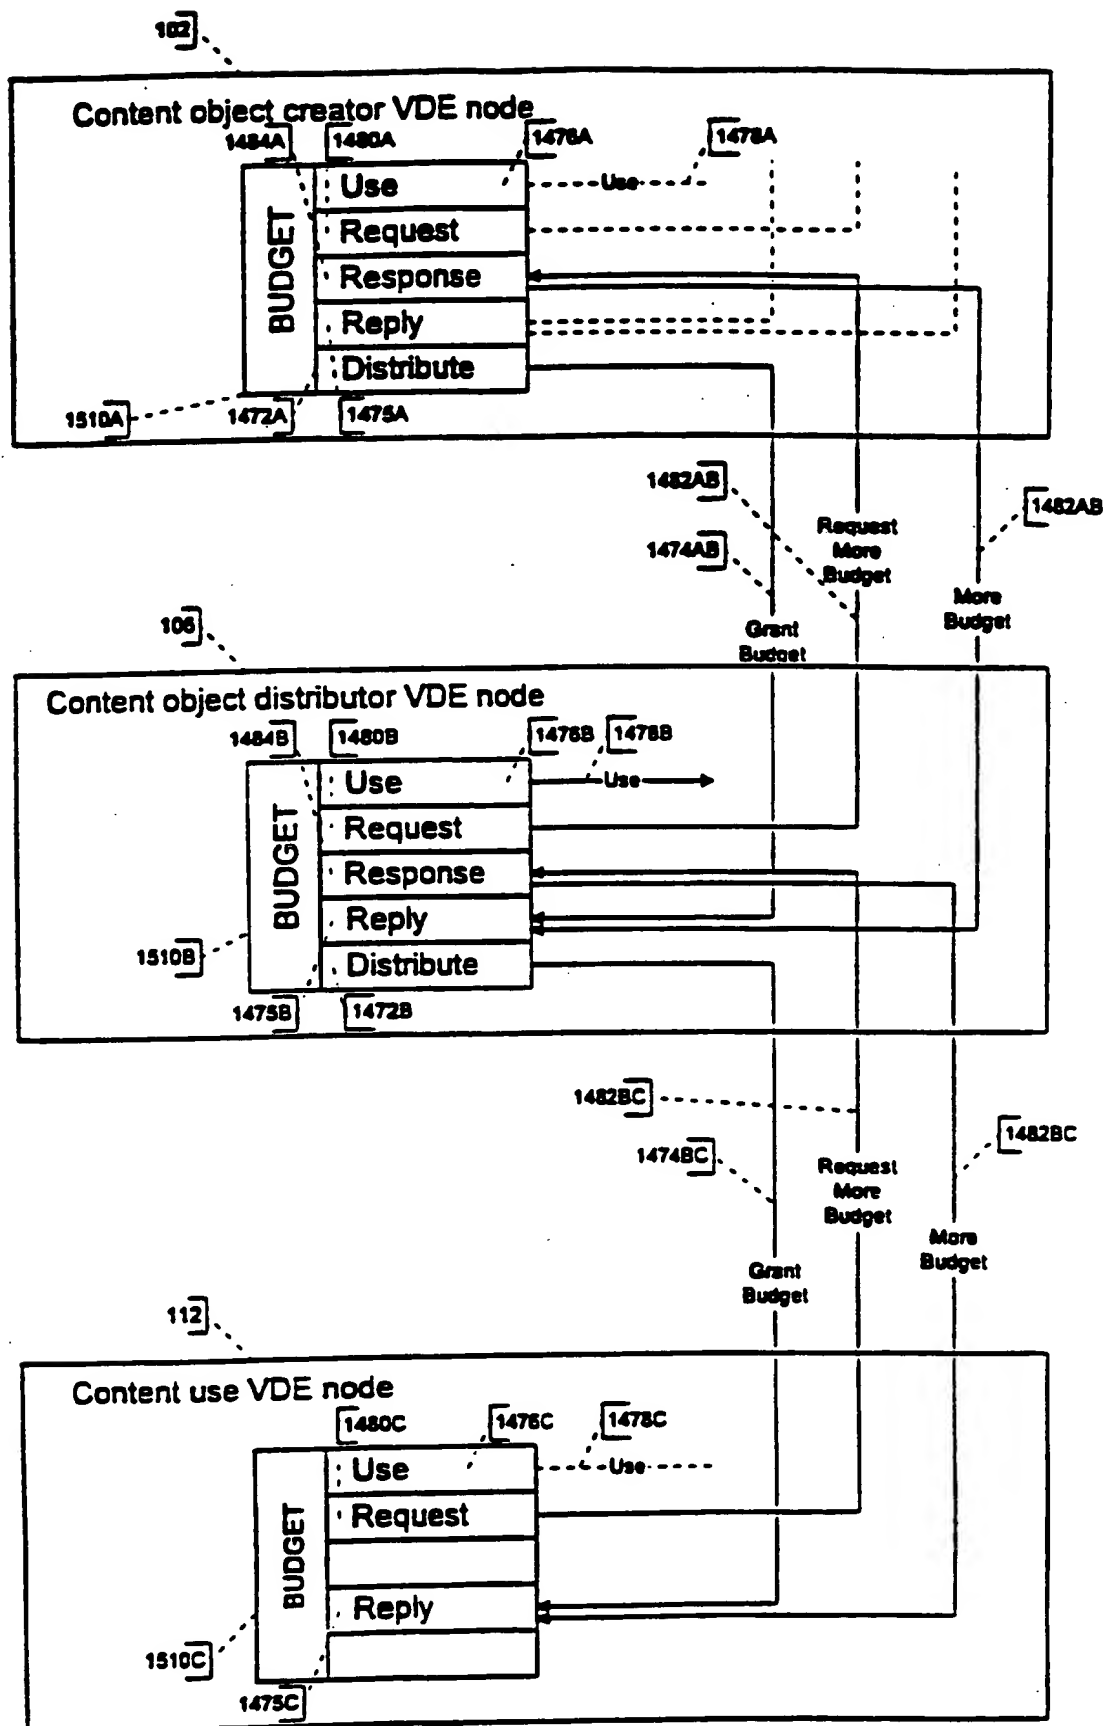 102
Content object creator VDE node
1484A
1480A
1476A
1478A
BUDGET
Use
Use
Request
Response
Reply
Distribute
1510A
1472A
1475A
1482AB
1482AB
1474AB
Request
More
Budget
More
Budget
Grant
Budget
106
Content object distributor VDE node
1484B
1480B
1476B
1478B
BUDGET
Use
Use
Request
Response
Reply
Distribute
1510B
1475B
1472B
1482BC
1482BC
1474BC
Request
More
Budget
More
Budget
Grant
Budget
112
Content use VDE node
1480C
1476C
1478C
BUDGET
Use
Use
Request
Reply
1510C
1475C